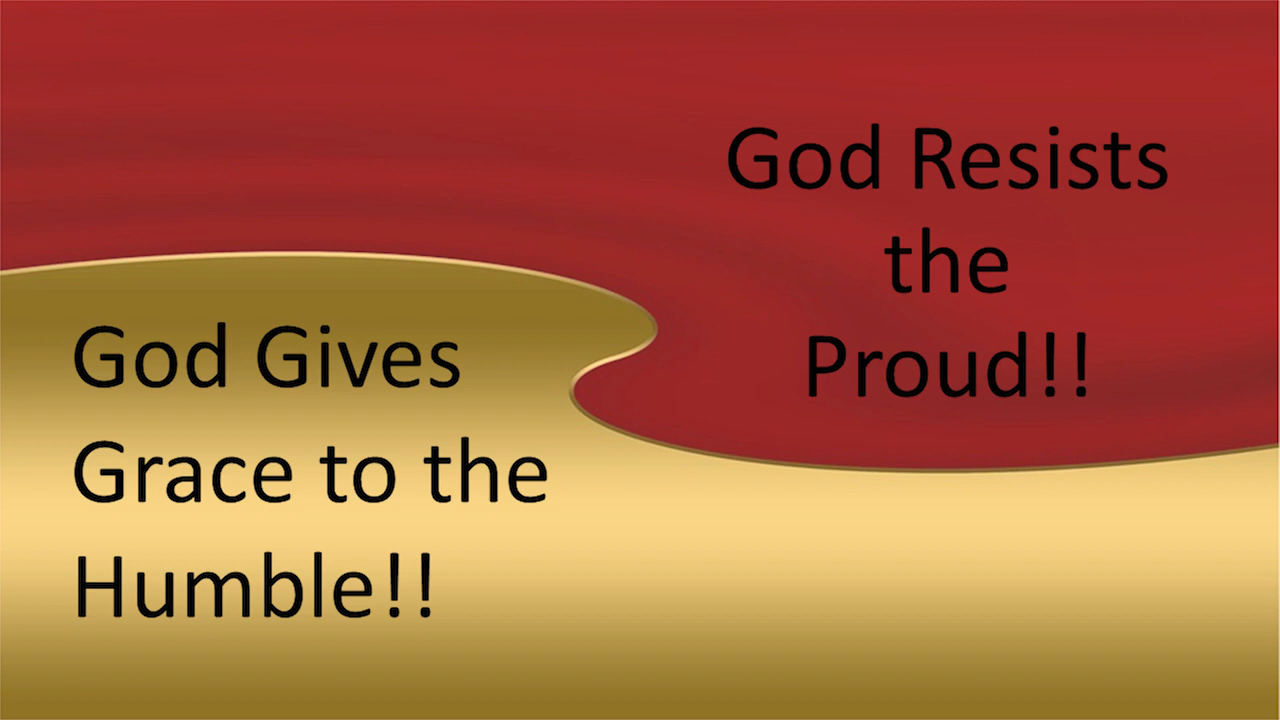 God Resists
the
Proud!!
God Gives
Grace to the
Humble!!